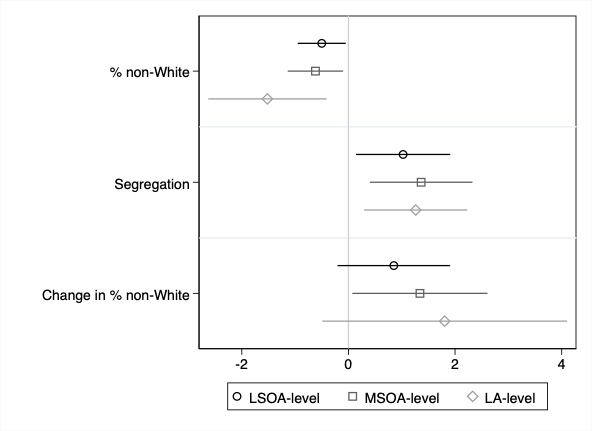 % non-White
Segregation
Change in % non-White
-2 0 2 4
LSOA-level MSOA-level LA-level